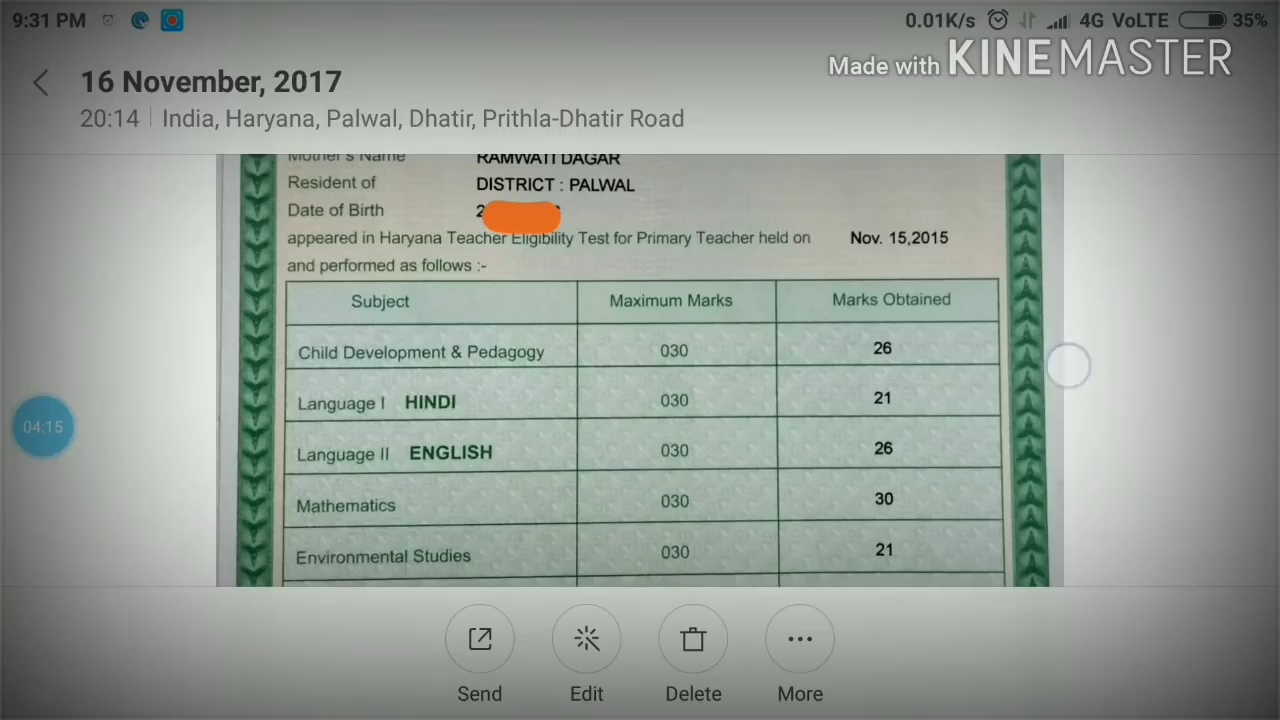 9:31 PM 0.01K/s 4G VoLTE 35%
Made with KINEMASTER
16 November, 2017
20:14 India, Haryana, Palwal, Dhatir, Prithla-Dhatir Road
Mother's Name RAMWATI DAGAR
Resident of DISTRICT : PALWAL
Date of Birth
appeared in Haryana Teacher Eligibility Test for Primary Teacher held on Nov. 15,2015
and performed as follows :-
Subject Maximum Marks Marks Obtained
Child Development & Pedagogy 030 26
Language I HINDI 030 21
Language II ENGLISH 030 26
Mathematics 030 30
Environmental Studies 030 21
04:15
Send Edit Delete More